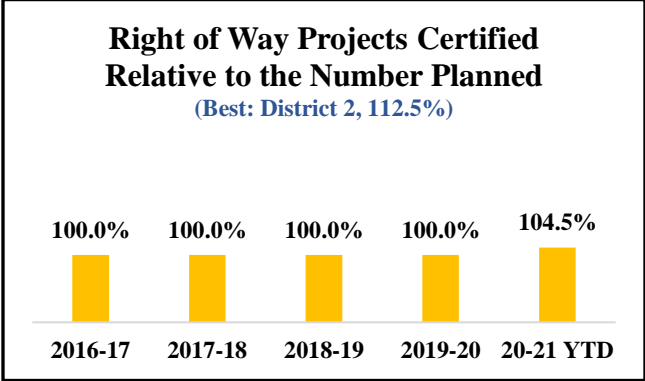 Right of Way Projects Certified
Relative to the Number Planned
(Best: District 2, 112.5%)
100.0% 100.0% 100.0% 100.0% 104.5%
2016-17 2017-18 2018-19 2019-20 20-21 YTD